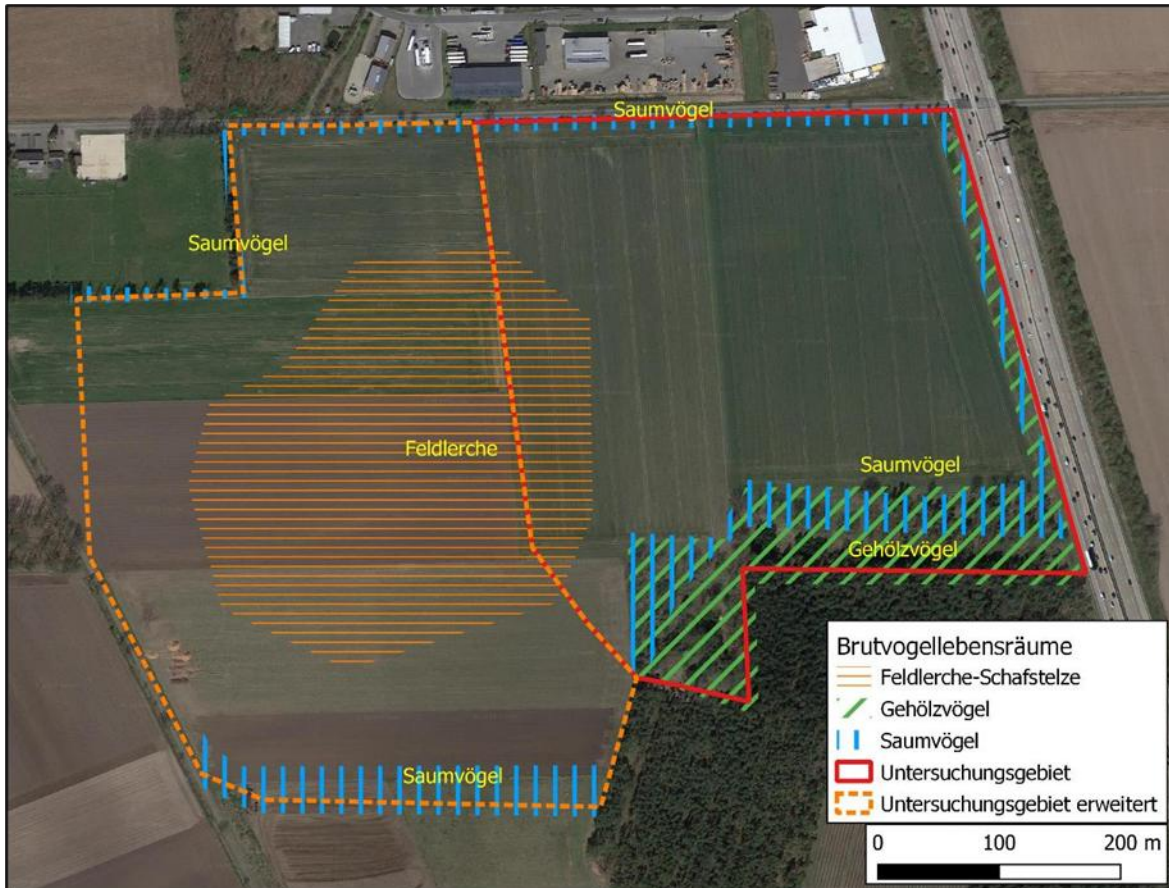 Saumvögel
Saumvögel
Feldlerche
Saumvögel
Gehölzvögel
Saumvögel
Brutvogellebensräume
Feldlerche-Schafstelze
Gehölzvögel
Saumvögel
Untersuchungsgebiet
Untersuchungsgebiet erweitert
0 100 200 m